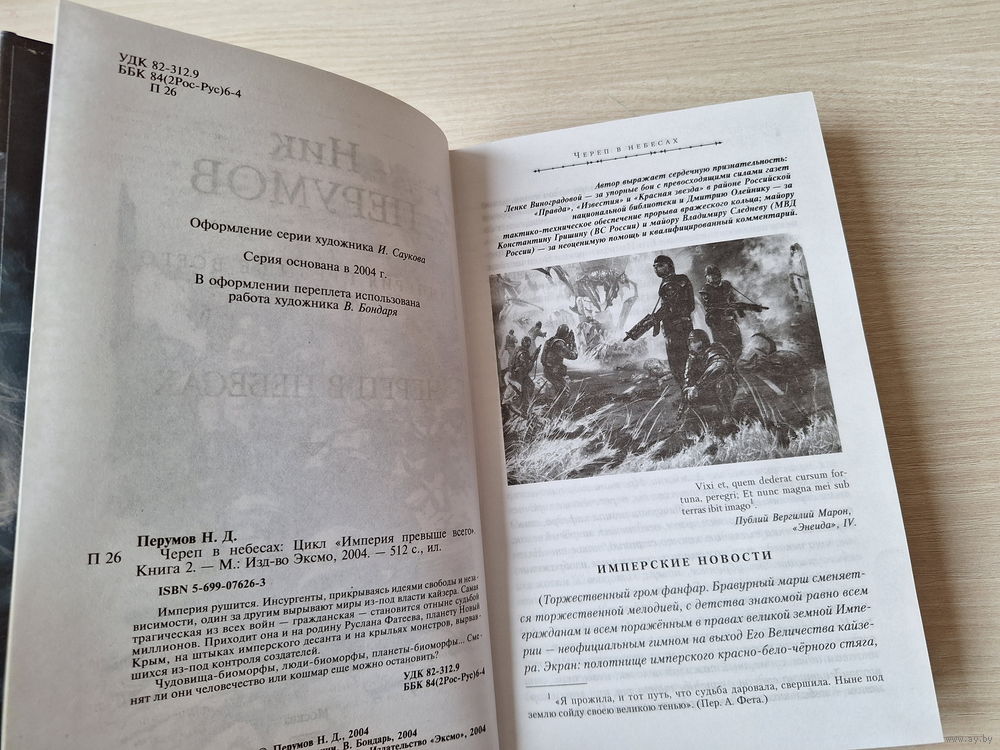 УДК 82-312.9
ББК 84(2Рос-Рус)6-4
П 26
Оформление серии художника И. Саукова
Серия основана в 2004 г.
В оформлении переплета использована
работа художника В. Бондаря
Перумов Н. Д.
П 26 Череп в небесах: Цикл «Империя превыше всего».
Книга 2. — М.: Изд-во Эксмо, 2004. — 512 с., ил.
ISBN 5-699-07626-3
Империя рушится. Инсургенты, прикрываясь идеями свободы и неза-
висимости, один за другим вырывают миры из-под власти кайзера. Самая
трагическая из всех войн — гражданская — становится отныне судьбой
миллионов. Приходит она и на родину Руслана Фатеева, планету Новый
Крым, на штыках имперского десанта и на крыльях монстров, вырвав-
шихся из-под контроля создателей.
Чудовища-биоморфы, люди-биоморфы, планеты-биоморфы... Сме-
нят ли они человечество или кошмар еще можно остановить?
УДК 82-312.9
ББК 84(2Рос-Рус)6-4
Перумов Н. Д., 2004
В. Бондарь, 2004
Издательство «Эксмо», 2004
Череп в небесах
Автор выражает сердечную признательность:
Ленке Виноградовой — за упорные бои с превосходящими силами газет
«Правда», «Известия» и «Красная звезда» в районе Российской
национальной библиотеки и Дмитрию Олейнику — за
тактико-техническое обеспечение прорыва вражеского кольца; майору
Константину Гришину (ВС России) и майору Владимиру Следневу (МВД
России) — за неоценимую помощь и квалифицированный комментарий.
Vixi et, quem dederat cursum for-
tuna, peregri; Et nunc magna mei sub
terras ibit imago¹.
Публий Вергилий Марон,
«Энеида», IV.
ИМПЕРСКИЕ НОВОСТИ
(Торжественный гром фанфар. Бравурный марш сменяет-
ся торжественной мелодией, с детства знакомой равно всем
гражданам и всем поражённым в правах великой земной Импе-
рии — неофициальным гимном на выход Его Величества кайзе-
ра. Экран: полотнище имперского красно-бело-чёрного стяга,
¹ «Я прожила, и тот путь, что судьба даровала, свершила. Ныне под
землю сойду своею великою тенью». (Пер. А. Фета.)
www.ay.by